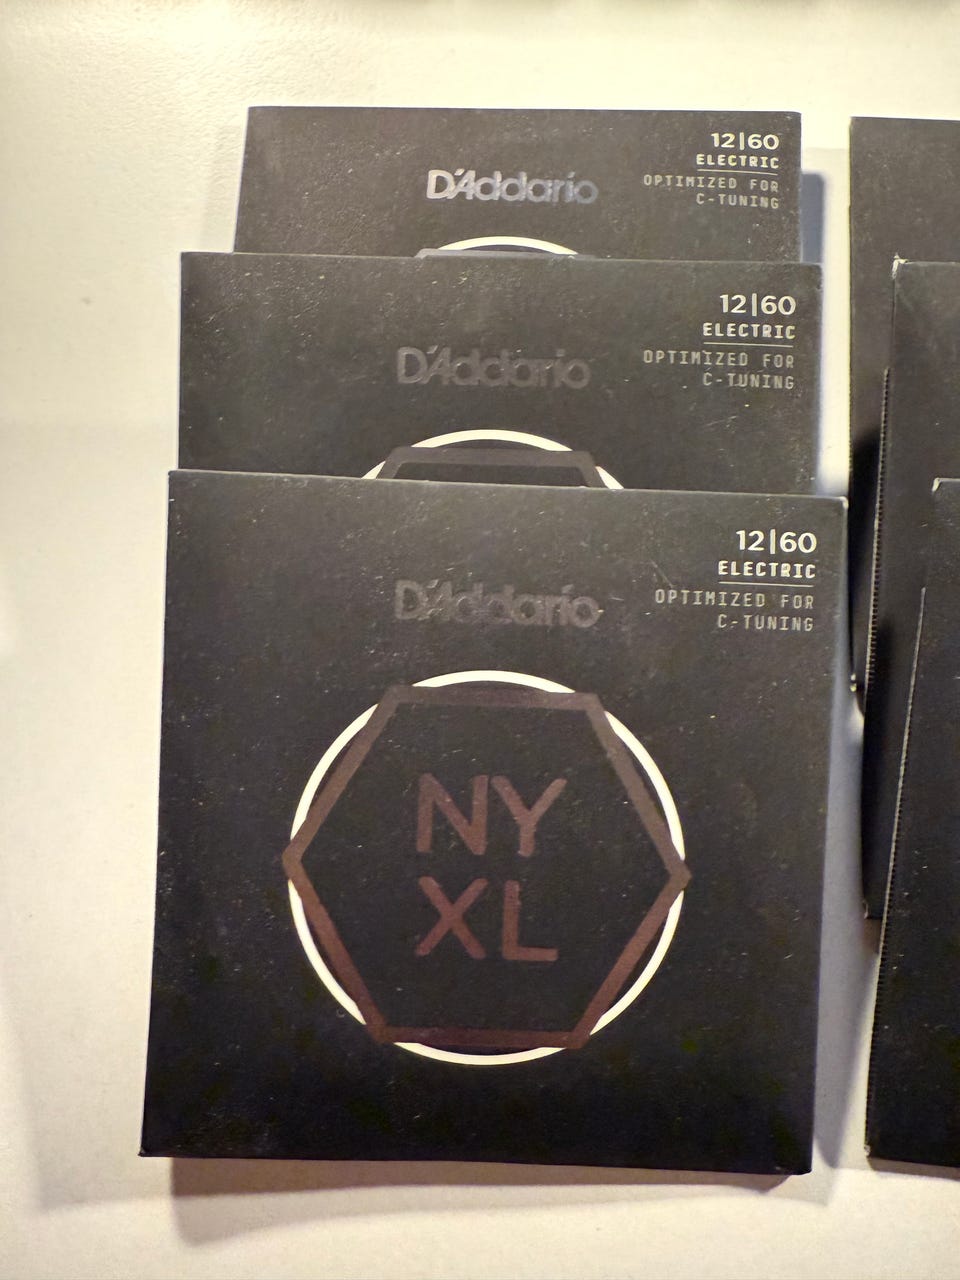 D'Addario
12|60
ELECTRIC
OPTIMIZED FOR
C-TUNING
D'Addario
12|60
ELECTRIC
OPTIMIZED FOR
C-TUNING
D'Addario
12|60
ELECTRIC
OPTIMIZED FOR
C-TUNING
NY
XL